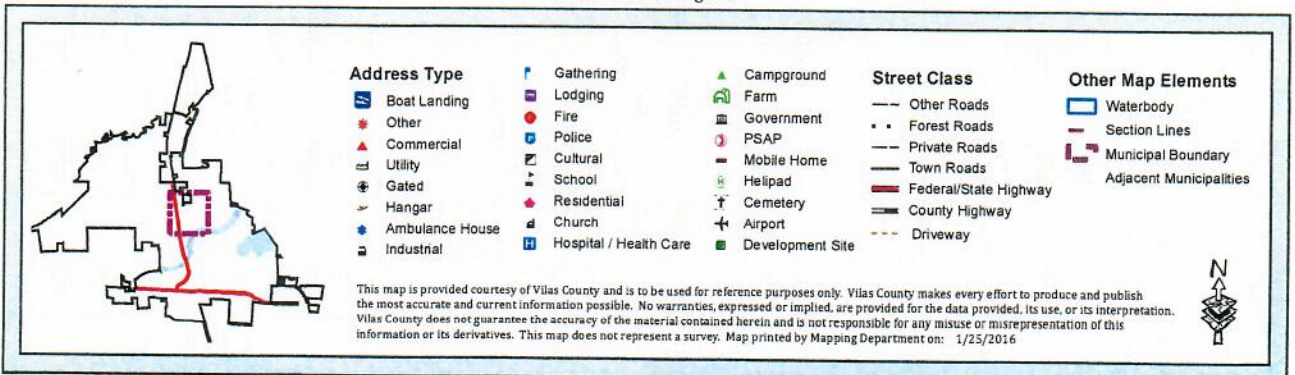 Address Type
Boat Landing
Other
Commercial
Utility
Gated
Hangar
Ambulance House
Industrial
Gathering
Lodging
Fire
Police
Cultural
School
Residential
Church
H Hospital / Health Care
Campground
Farm
Government
PSAP
Mobile Home
H Helipad
Cemetery
Airport
Development Site
Street Class
Other Roads
Forest Roads
Private Roads
Town Roads
Federal/State Highway
County Highway
Driveway
Other Map Elements
Waterbody
Section Lines
Municipal Boundary
Adjacent Municipalities
N
This map is provided courtesy of Vilas County and is to be used for reference purposes only. Vilas County makes every effort to produce and publish
the most accurate and current information possible. No warranties, expressed or implied, are provided for the data provided, its use, or its interpretation.
Vilas County does not guarantee the accuracy of the material contained herein and is not responsible for any misuse or misrepresentation of this
information or its derivatives. This map does not represent a survey. Map printed by Mapping Department on: 1/25/2016